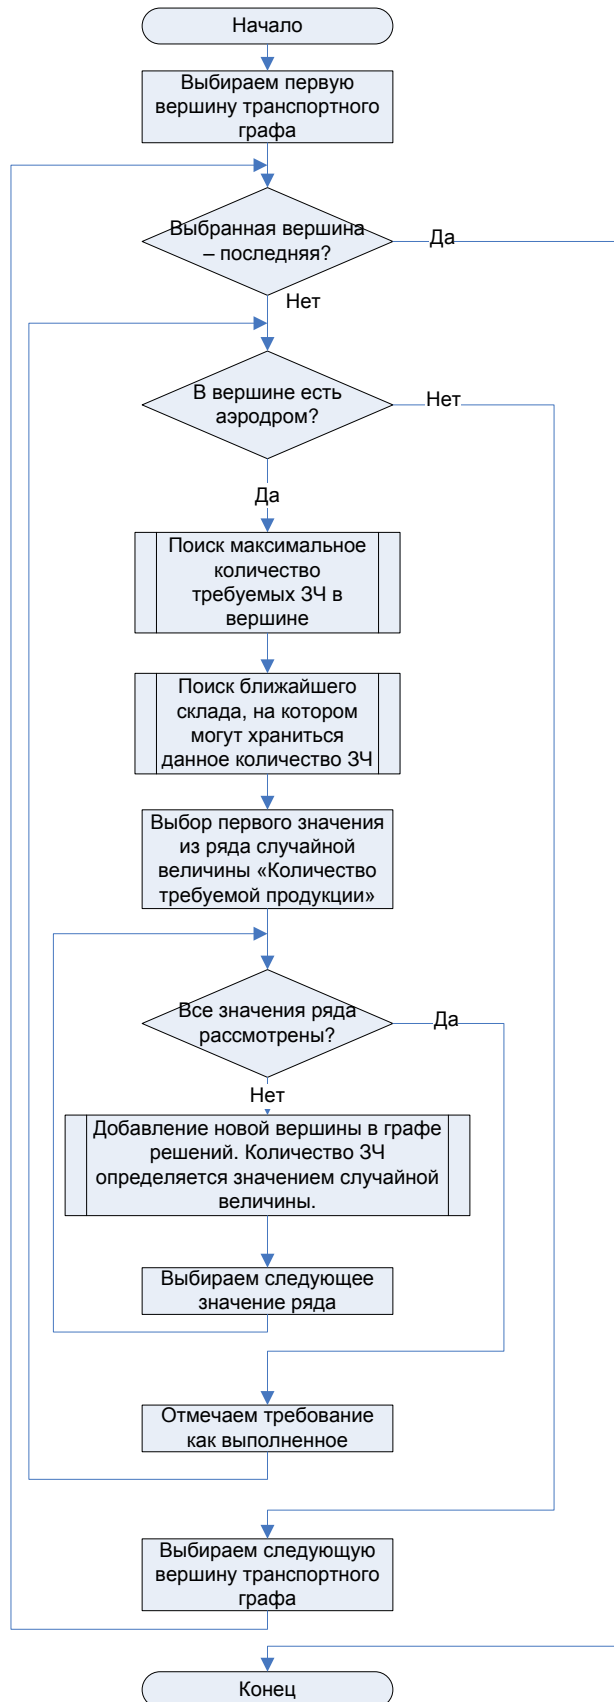 Начало
Выбираем первую
вершину транспортного
графа
Выбранная вершина
– последняя?
Да
Нет
В вершине есть
аэродром?
Нет
Да
Поиск максимальное
количество
требуемых ЗЧ в
вершине
Поиск ближайшего
склада, на котором
могут храниться
данное количество ЗЧ
Выбор первого значения
из ряда случайной
величины «Количество
требуемой продукции»
Все значения ряда
рассмотрены?
Да
Нет
Добавление новой вершины в графе
решений. Количество ЗЧ
определяется значением случайной
величины.
Выбираем следующее
значение ряда
Отмечаем требование
как выполненное
Выбираем следующую
вершину транспортного
графа
Конец